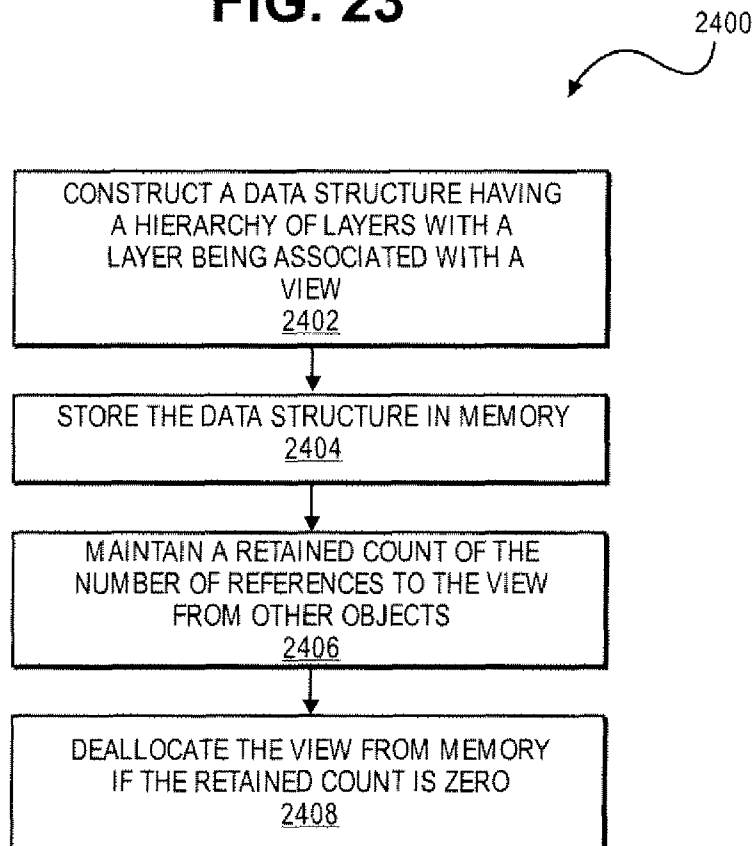 FIG. 23
2400
CONSTRUCT A DATA STRUCTURE HAVING
A HIERARCHY OF LAYERS WITH A
LAYER BEING ASSOCIATED WITH A
VIEW
2402
STORE THE DATA STRUCTURE IN MEMORY
2404
MAINTAIN A RETAINED COUNT OF THE
NUMBER OF REFERENCES TO THE VIEW
FROM OTHER OBJECTS
2406
DEALLOCATE THE VIEW FROM MEMORY
IF THE RETAINED COUNT IS ZERO
2408